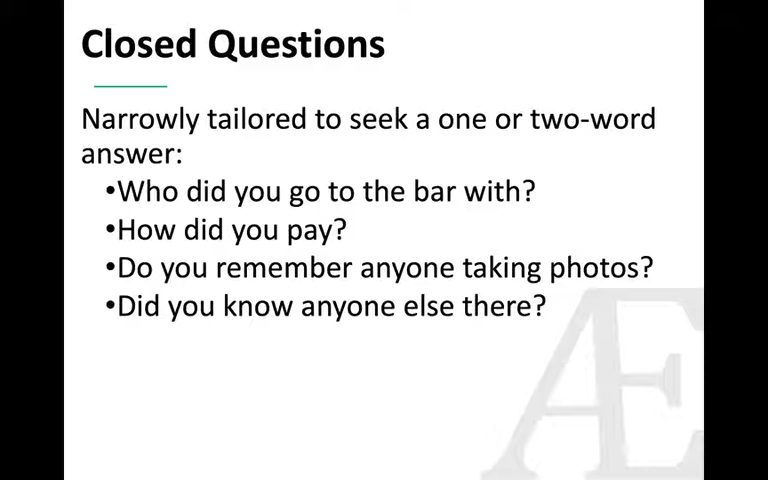 Closed Questions
Narrowly tailored to seek a one or two-word
answer:
•Who did you go to the bar with?
•How did you pay?
•Do you remember anyone taking photos?
•Did you know anyone else there?
Æ